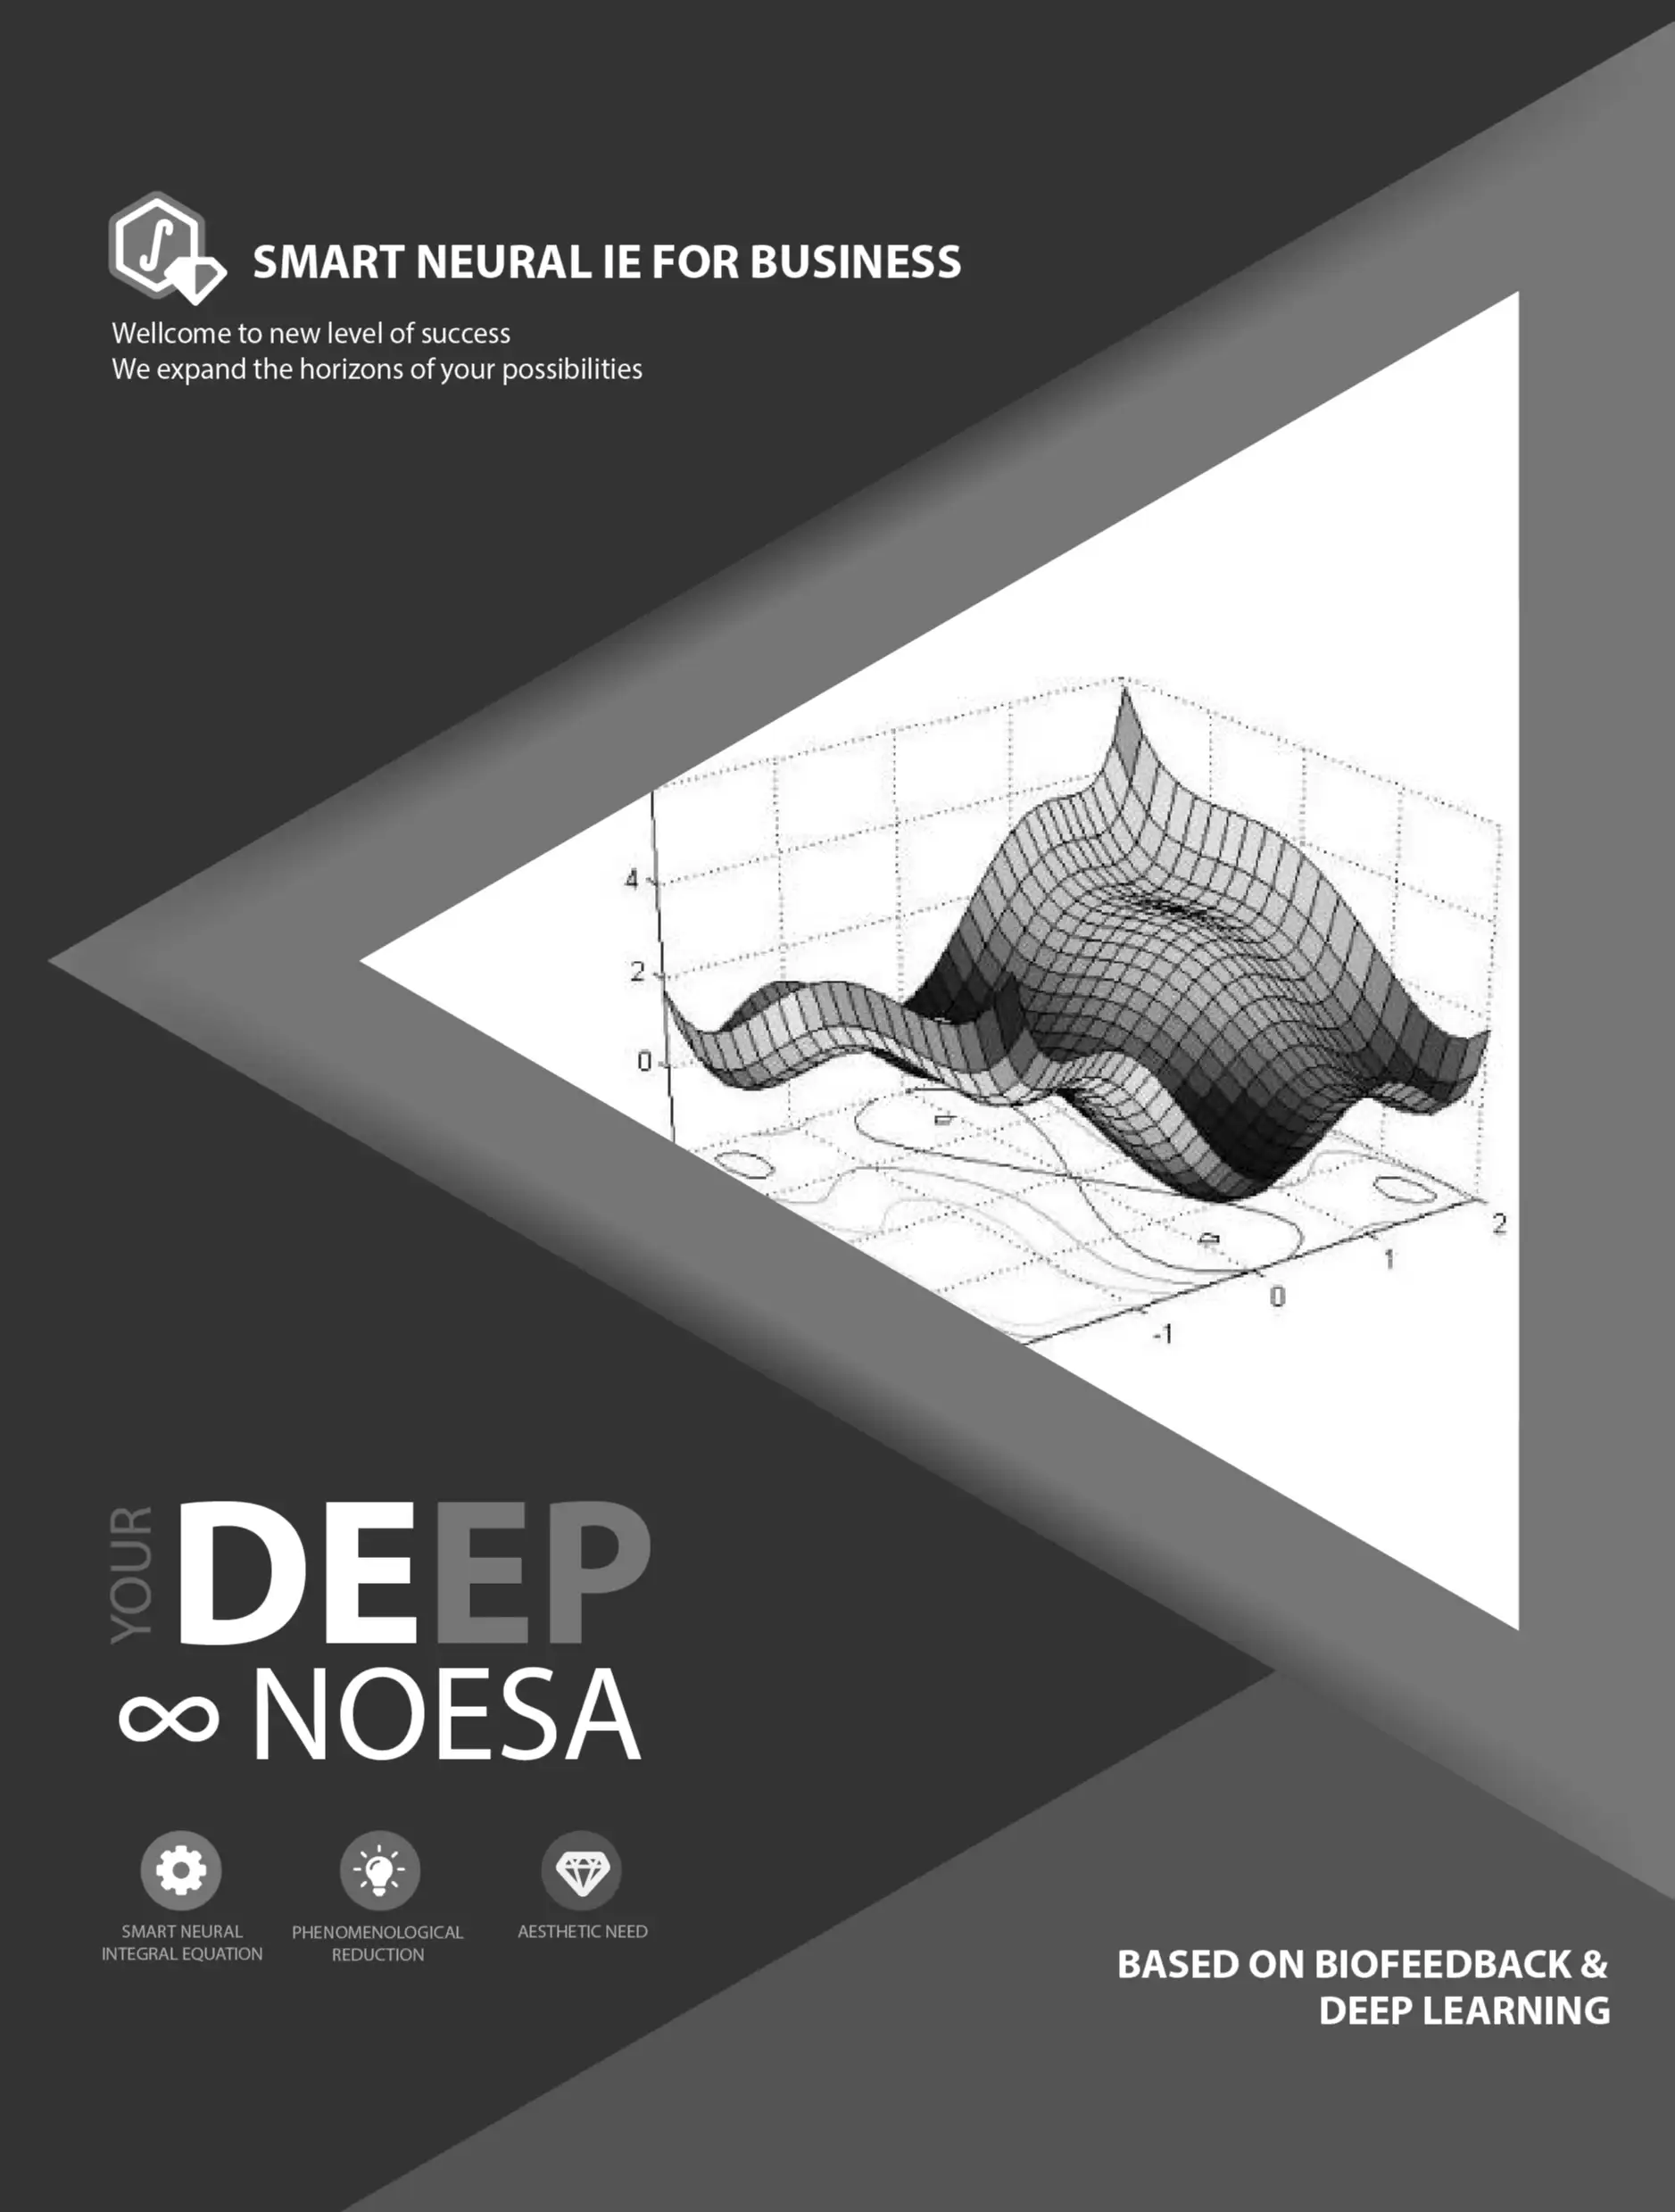 SMART NEURAL IE FOR BUSINESS
Wellcome to new level of success
We expand the horizons of your possibilities
4
2
0
2
1
0
-1
YOUR
DEEP
∞ NOESA
SMART NEURAL
INTEGRAL EQUATION
PHENOMENOLOGICAL
REDUCTION
AESTHETIC NEED
BASED ON BIOFEEDBACK &
DEEP LEARNING